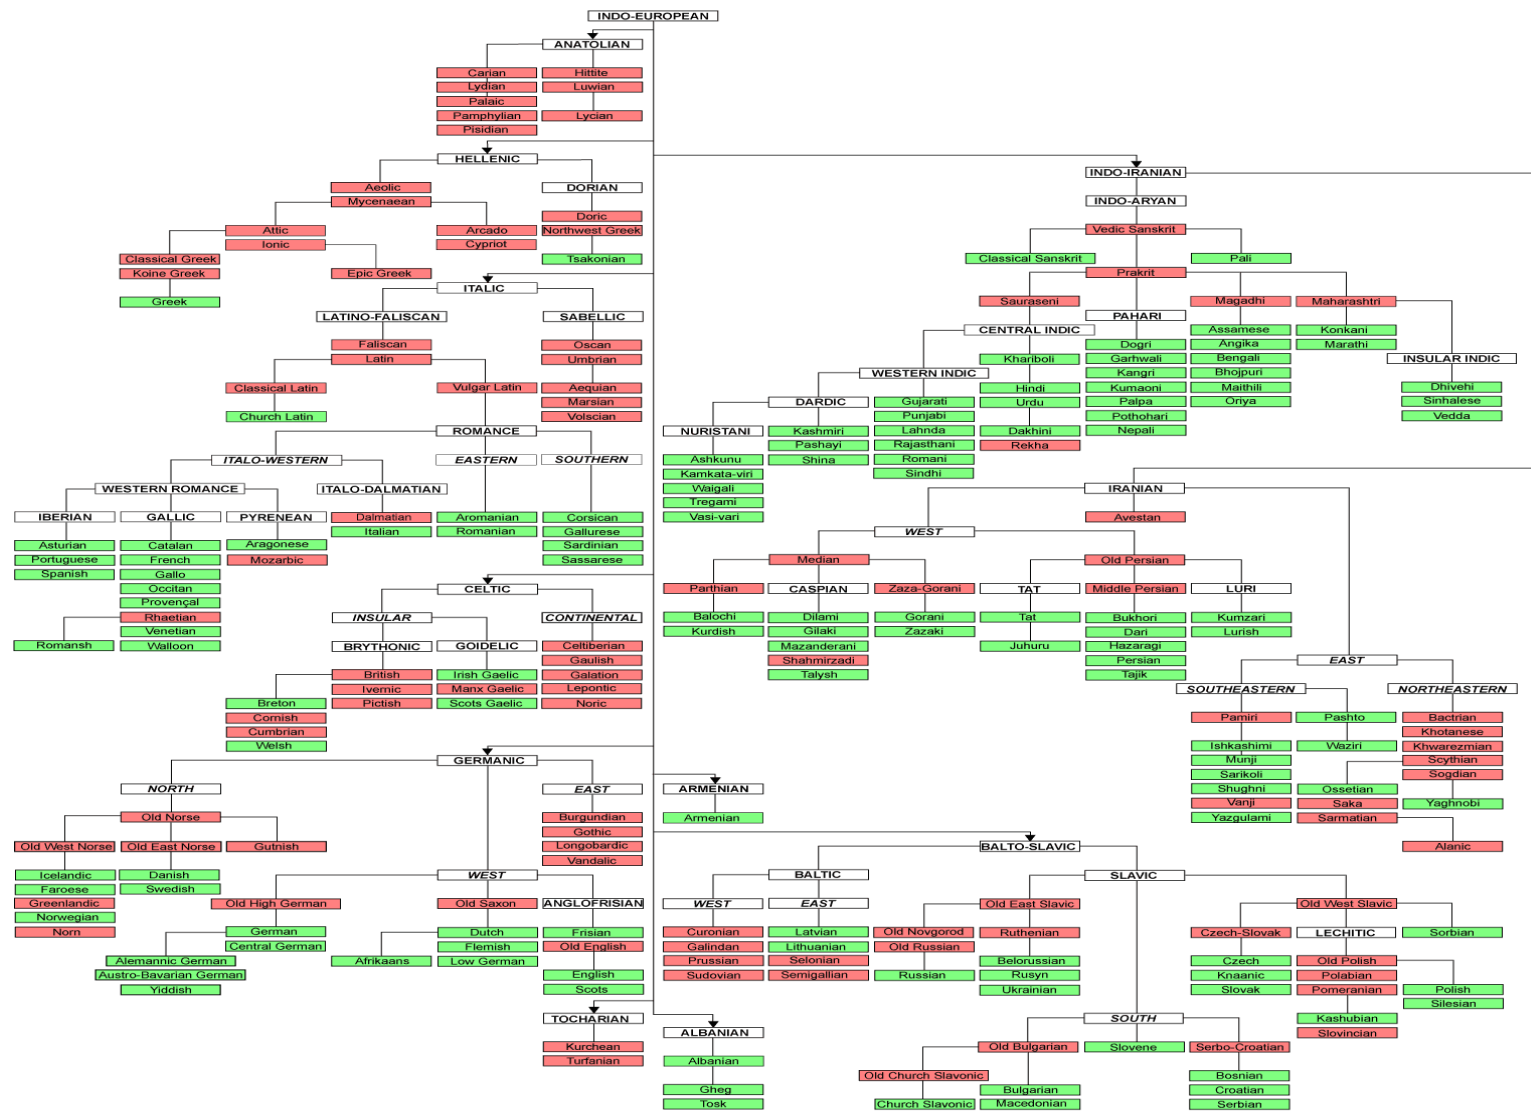 INDO-EUROPEAN
ANATOLIAN
Carian
Lydian
Palaic
Pamphylian
Pisidian
Hittite
Luwian
Lycian
HELLENIC
Aeolic
Mycenaean
Attic
Ionic
Classical Greek
Koine Greek
Greek
Epic Greek
Arcado
Cypriot
DORIAN
Doric
Northwest Greek
Tsakonian
ITALIC
LATINO-FALISCAN
Faliscan
Latin
Classical Latin
Church Latin
Vulgar Latin
SABELLIC
Oscan
Umbrian
Aequian
Marsian
Volscian
ROMANCE
ITALO-WESTERN
EASTERN
SOUTHERN
WESTERN ROMANCE
ITALO-DALMATIAN
IBERIAN
Asturian
Portuguese
Spanish
GALLIC
Catalan
French
Gallo
Occitan
Provençal
Rhaetian
Venetian
Walloon
Romansh
PYRENEAN
Aragonese
Mozarbic
Dalmatian
Italian
Aromanian
Romanian
Corsican
Gallurese
Sardinian
Sassarese
CELTIC
INSULAR
CONTINENTAL
BRYTHONIC
GOIDELIC
British
Ivernic
Pictish
Breton
Cornish
Cumbrian
Welsh
Irish Gaelic
Manx Gaelic
Scots Gaelic
Celtiberian
Gaulish
Galation
Lepontic
Noric
GERMANIC
NORTH
Old Norse
Old West Norse
Old East Norse
Gutnish
Icelandic
Faroese
Greenlandic
Norwegian
Norn
Danish
Swedish
EAST
Burgundian
Gothic
Longobardic
Vandalic
WEST
Old High German
German
Central German
Alemannic German
Austro-Bavarian German
Yiddish
Old Saxon
Dutch
Flemish
Low German
Afrikaans
ANGLOFRISIAN
Frisian
Old English
English
Scots
TOCHARIAN
Kurchean
Turfanian
ARMENIAN
Armenian
ALBANIAN
Albanian
Gheg
Tosk
INDO-IRANIAN
INDO-ARYAN
Vedic Sanskrit
Classical Sanskrit
Pali
Prakrit
Sauraseni
Magadhi
Maharashtri
PAHARI
CENTRAL INDIC
WESTERN INDIC
DARDIC
NURISTANI
INSULAR INDIC
Ashkunu
Kamkata-viri
Waigali
Tregami
Vasi-vari
Kashmiri
Pashayi
Shina
Gujarati
Punjabi
Lahnda
Rajasthani
Romani
Sindhi
Khariboli
Hindi
Urdu
Dakhini
Rekha
Dogri
Garhwali
Kangri
Kumaoni
Palpa
Pothohari
Nepali
Assamese
Angika
Bengali
Bhojpuri
Maithili
Oriya
Konkani
Marathi
Dhivehi
Sinhalese
Vedda
IRANIAN
Avestan
WEST
Median
Old Persian
Parthian
Balochi
Kurdish
CASPIAN
Dilami
Gilaki
Mazanderani
Shahmirzadi
Talysh
Zaza-Gorani
Gorani
Zazaki
TAT
Tat
Juhuru
Middle Persian
Bukhori
Dari
Hazaragi
Persian
Tajik
LURI
Kumzari
Lurish
EAST
SOUTHEASTERN
NORTHEASTERN
Pamiri
Ishkashimi
Munji
Sarikoli
Shughni
Vanji
Yazgulami
Pashto
Waziri
Bactrian
Khotanese
Khwarezmian
Scythian
Sogdian
Ossetian
Saka
Sarmatian
Yaghnobi
Alanic
BALTO-SLAVIC
BALTIC
SLAVIC
WEST
Curonian
Galindan
Prussian
Sudovian
EAST
Latvian
Lithuanian
Selonian
Semigallian
Old East Slavic
Old Novgorod
Old Russian
Russian
Ruthenian
Belorussian
Rusyn
Ukrainian
Old West Slavic
Czech-Slovak
Czech
Knaanic
Slovak
LECHITIC
Old Polish
Polabian
Pomeranian
Kashubian
Slovincian
Sorbian
Polish
Silesian
SOUTH
Old Bulgarian
Old Church Slavonic
Church Slavonic
Bulgarian
Macedonian
Slovene
Serbo-Croatian
Bosnian
Croatian
Serbian